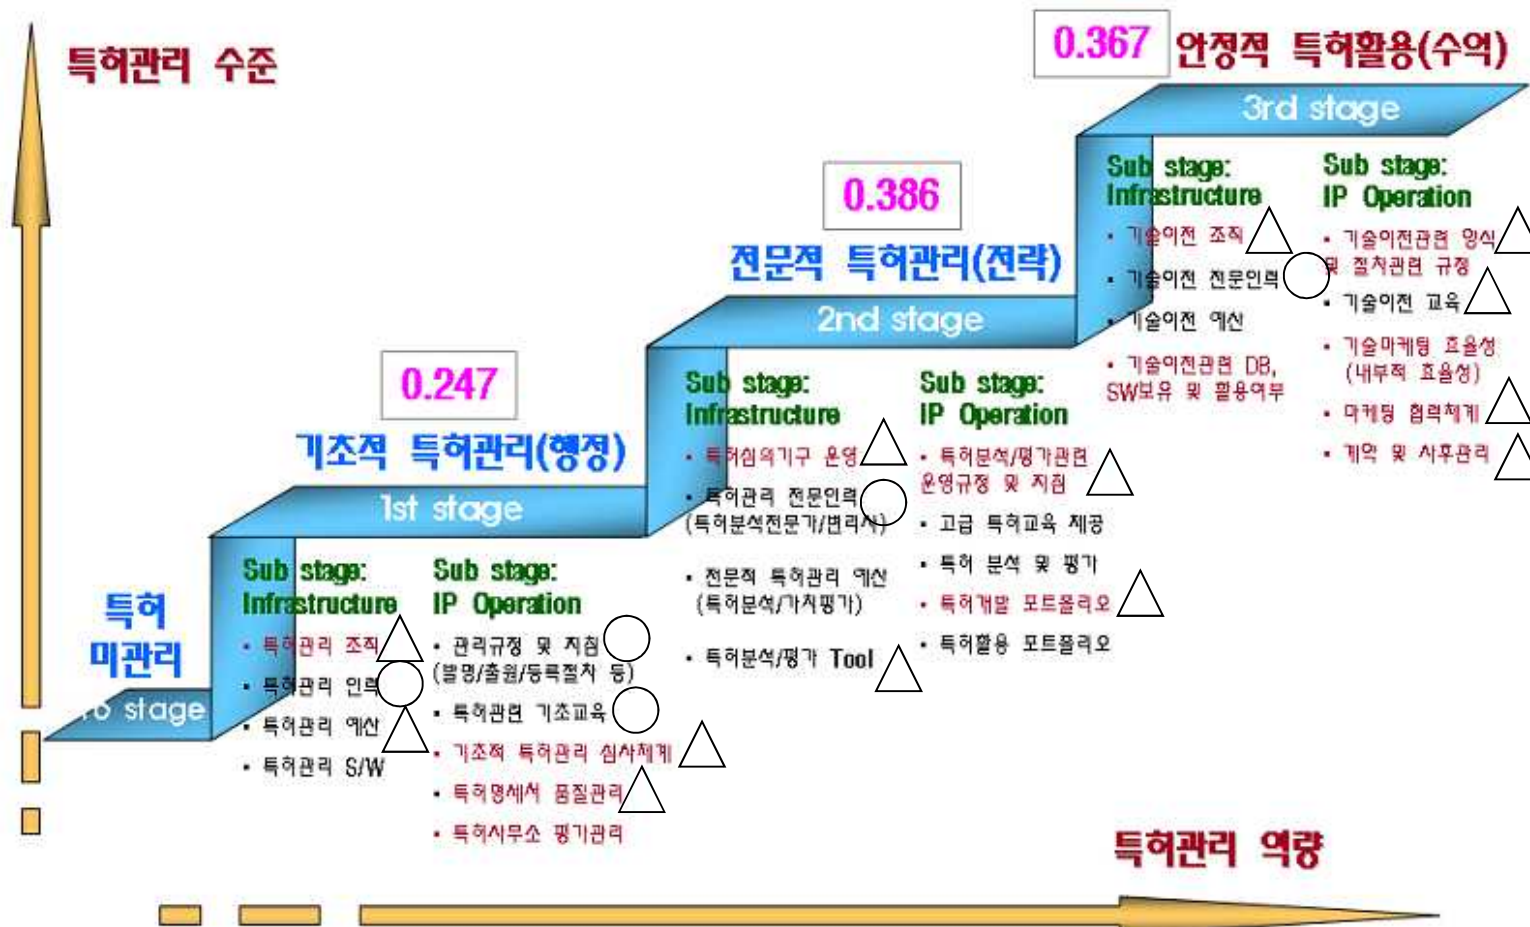 특허관리 수준
0.367
안정적 특허활용(수익)
3rd stage
Sub stage:
Infrastructure
• 기술이전 조직
• 기술이전 전문인력
• 기술이전 예산
• 기술이전관련 DB,
SW보유 및 활용여부
Sub stage:
IP Operation
• 기술이전관련 양식
및 절차관련 규정
• 기술이전 교육
• 기술마케팅 효율성
(내부적 효율성)
• 마케팅 협력체계
• 계약 및 사후관리
0.386
전문적 특허관리(전략)
2nd stage
Sub stage:
Infrastructure
• 특허심의기구 운영
• 특허관리 전문인력
(특허분석전문가/변리사)
• 전문적 특허관리 예산
(특허분석/가치평가)
• 특허분석/평가 Tool
Sub stage:
IP Operation
• 특허분석/평가관련
운영규정 및 지침
• 고급 특허교육 제공
• 특허 분석 및 평가
• 특허개발 포트폴리오
• 특허활용 포트폴리오
0.247
기초적 특허관리(행정)
1st stage
Sub stage:
Infrastructure
• 특허관리 조직
• 특허관리 인력
• 특허관리 예산
• 특허관리 S/W
Sub stage:
IP Operation
• 관리규정 및 지침
(발명/출원/등록절차 등)
• 특허관련 기초교육
• 기초적 특허관리 심사체계
• 특허명세서 품질관리
• 특허사무소 평가관리
특허
미관리
stage
특허관리 역량